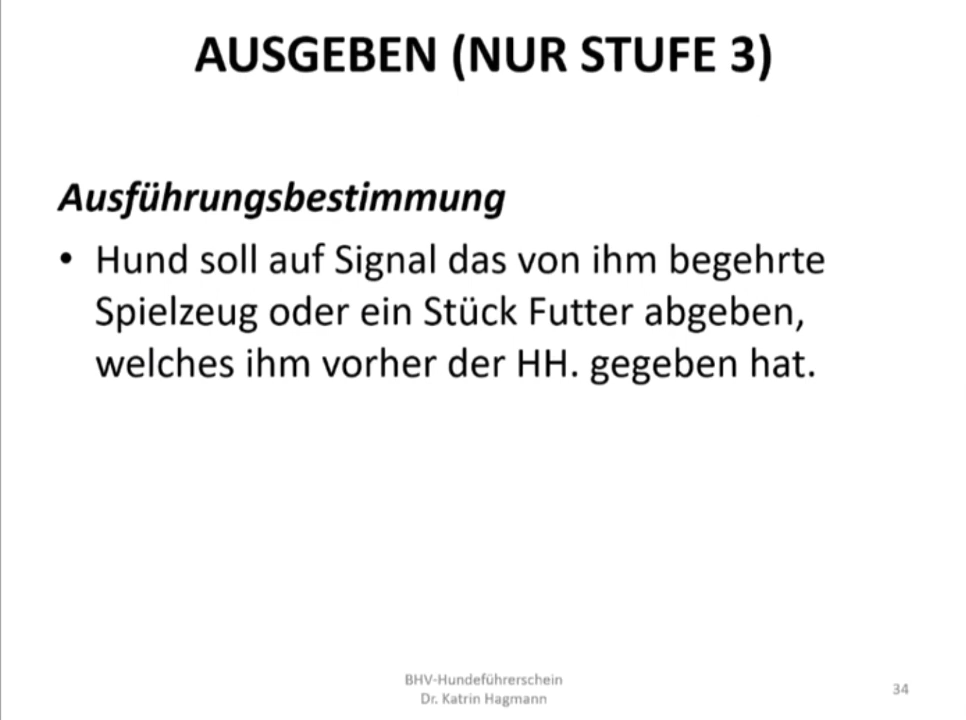 AUSGEBEN (NUR STUFE 3)
Ausführungsbestimmung
• Hund soll auf Signal das von ihm begehrte
Spielzeug oder ein Stück Futter abgeben,
welches ihm vorher der HH. gegeben hat.
BHV-Hundeführerschein
Dr. Katrin Hagmann
34